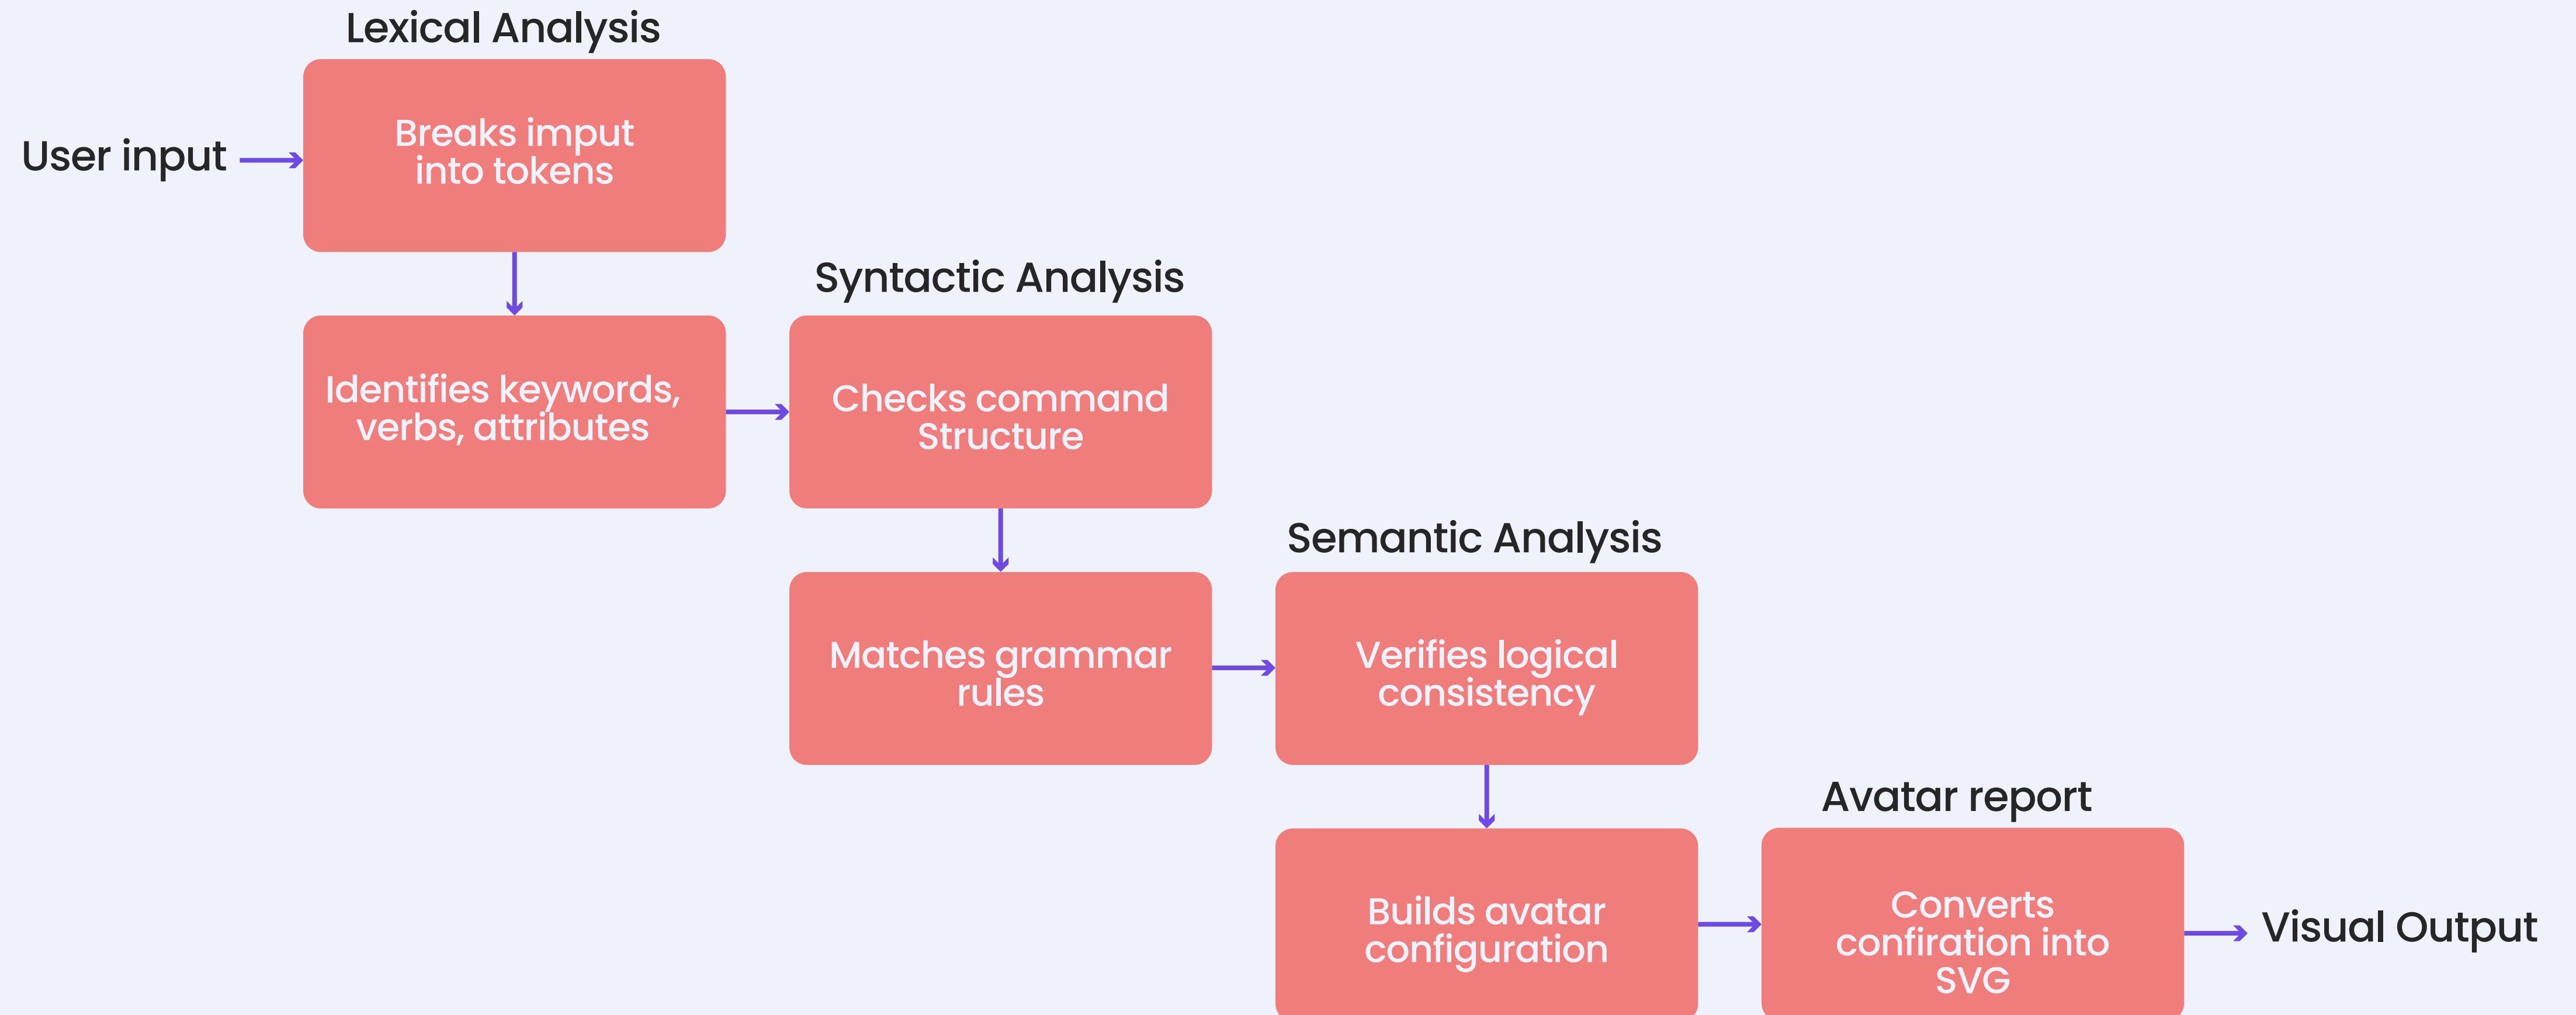 Lexical Analysis
User input
Breaks imput
into tokens
Identifies keywords,
verbs, attributes
Syntactic Analysis
Checks command
Structure
Matches grammar
rules
Semantic Analysis
Verifies logical
consistency
Builds avatar
configuration
Avatar report
Converts
confiration into
SVG
Visual Output